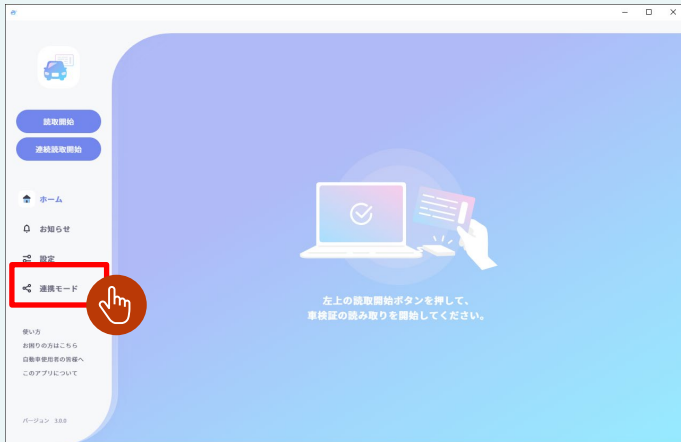 読取開始
連続読取開始
ホーム
お知らせ
設定
連携モード
使い方
お困りの方はこちら
自動車使用者の皆様へ
このアプリについて
バージョン 3.0.0
左上の読取開始ボタンを押して、
車検証の読み取りを開始してください。